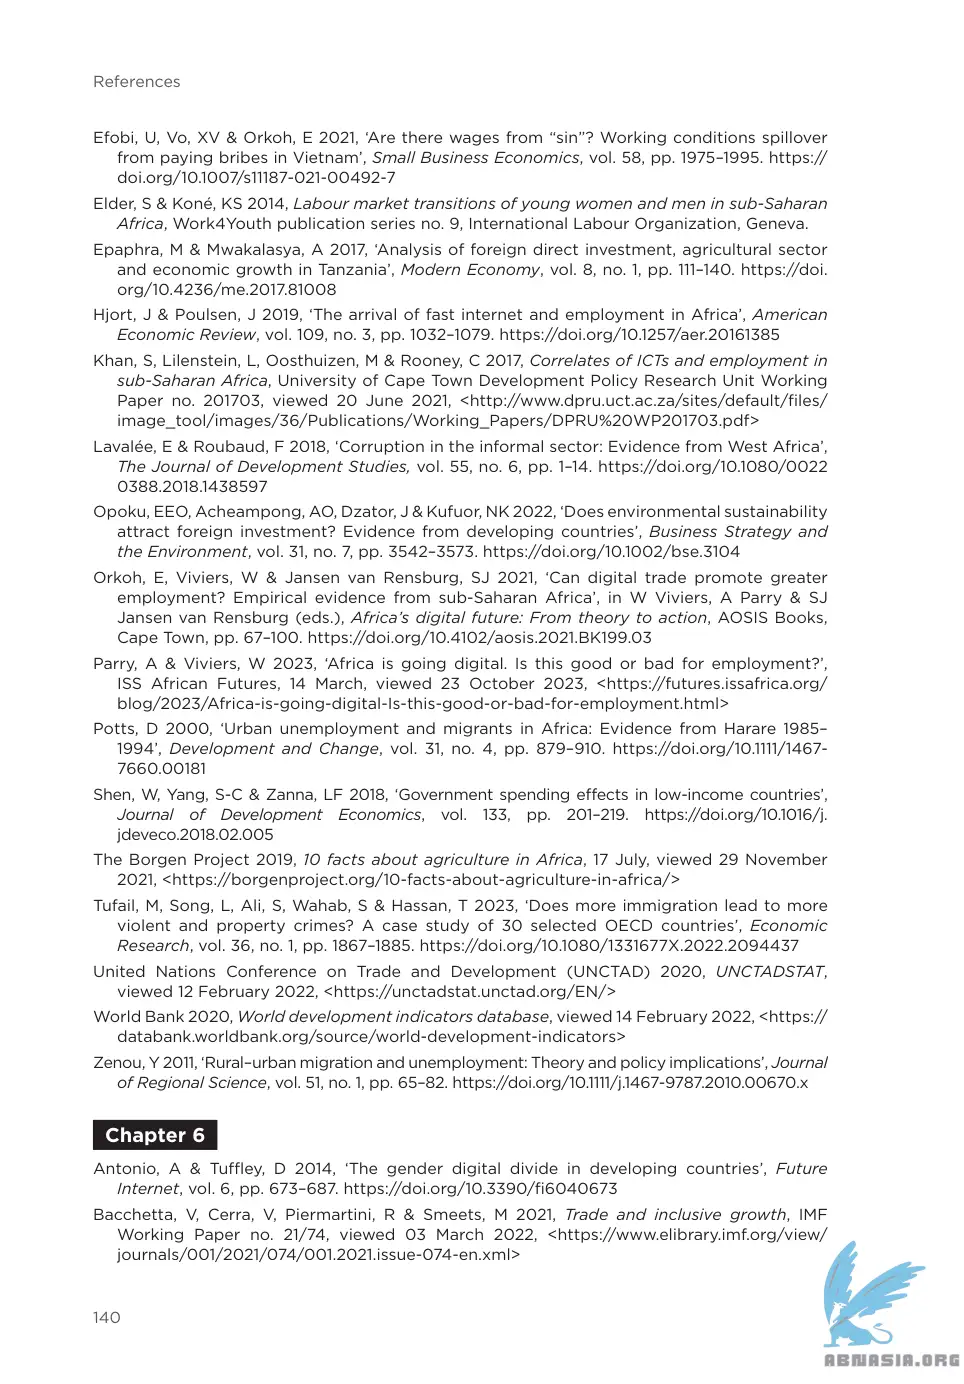 References
Efobi, U, Vo, XV & Orkoh, E 2021, ‘Are there wages from “sin”? Working conditions spillover
from paying bribes in Vietnam’, Small Business Economics, vol. 58, pp. 1975–1995. https://
doi.org/10.1007/s11187-021-00492-7
Elder, S & Koné, KS 2014, Labour market transitions of young women and men in sub-Saharan
Africa, Work4Youth publication series no. 9, International Labour Organization, Geneva.
Epaphra, M & Mwakalasya, A 2017, ‘Analysis of foreign direct investment, agricultural sector
and economic growth in Tanzania’, Modern Economy, vol. 8, no. 1, pp. 111–140. https://doi.
org/10.4236/me.2017.81008
Hjort, J & Poulsen, J 2019, ‘The arrival of fast internet and employment in Africa’, American
Economic Review, vol. 109, no. 3, pp. 1032–1079. https://doi.org/10.1257/aer.20161385
Khan, S, Lilenstein, L, Oosthuizen, M & Rooney, C 2017, Correlates of ICTs and employment in
sub-Saharan Africa, University of Cape Town Development Policy Research Unit Working
Paper no. 201703, viewed 20 June 2021, <http://www.dpru.uct.ac.za/sites/default/files/
image_tool/images/36/Publications/Working_Papers/DPRU%20WP201703.pdf>
Lavalée, E & Roubaud, F 2018, ‘Corruption in the informal sector: Evidence from West Africa’,
The Journal of Development Studies, vol. 55, no. 6, pp. 1–14. https://doi.org/10.1080/0022
0388.2018.1438597
Opoku, EEO, Acheampong, AO, Dzator, J & Kufuor, NK 2022, ‘Does environmental sustainability
attract foreign investment? Evidence from developing countries’, Business Strategy and
the Environment, vol. 31, no. 7, pp. 3542–3573. https://doi.org/10.1002/bse.3104
Orkoh, E, Viviers, W & Jansen van Rensburg, SJ 2021, ‘Can digital trade promote greater
employment? Empirical evidence from sub-Saharan Africa’, in W Viviers, A Parry & SJ
Jansen van Rensburg (eds.), Africa’s digital future: From theory to action, AOSIS Books,
Cape Town, pp. 67–100. https://doi.org/10.4102/aosis.2021.BK199.03
Parry, A & Viviers, W 2023, ‘Africa is going digital. Is this good or bad for employment?’,
ISS African Futures, 14 March, viewed 23 October 2023, <https://futures.issafrica.org/
blog/2023/Africa-is-going-digital-Is-this-good-or-bad-for-employment.html>
Potts, D 2000, ‘Urban unemployment and migrants in Africa: Evidence from Harare 1985–
1994’, Development and Change, vol. 31, no. 4, pp. 879–910. https://doi.org/10.1111/1467-
7660.00181
Shen, W, Yang, S-C & Zanna, LF 2018, ‘Government spending effects in low-income countries’,
Journal of Development Economics, vol. 133, pp. 201–219. https://doi.org/10.1016/j.
jdeveco.2018.02.005
The Borgen Project 2019, 10 facts about agriculture in Africa, 17 July, viewed 29 November
2021, <https://borgenproject.org/10-facts-about-agriculture-in-africa/>
Tufail, M, Song, L, Ali, S, Wahab, S & Hassan, T 2023, ‘Does more immigration lead to more
violent and property crimes? A case study of 30 selected OECD countries’, Economic
Research, vol. 36, no. 1, pp. 1867–1885. https://doi.org/10.1080/1331677X.2022.2094437
United Nations Conference on Trade and Development (UNCTAD) 2020, UNCTADSTAT,
viewed 12 February 2022, <https://unctadstat.unctad.org/EN/>
World Bank 2020, World development indicators database, viewed 14 February 2022, <https://
databank.worldbank.org/source/world-development-indicators>
Zenou, Y 2011, ‘Rural–urban migration and unemployment: Theory and policy implications’, Journal
of Regional Science, vol. 51, no. 1, pp. 65–82. https://doi.org/10.1111/j.1467-9787.2010.00670.x
Chapter 6
Antonio, A & Tuffley, D 2014, ‘The gender digital divide in developing countries’, Future
Internet, vol. 6, pp. 673–687. https://doi.org/10.3390/fi6040673
Bacchetta, V, Cerra, V, Piermartini, R & Smeets, M 2021, Trade and inclusive growth, IMF
Working Paper no. 21/74, viewed 03 March 2022, <https://www.elibrary.imf.org/view/
journals/001/2021/074/001.2021.issue-074-en.xml>
140
ABNASIA.ORG